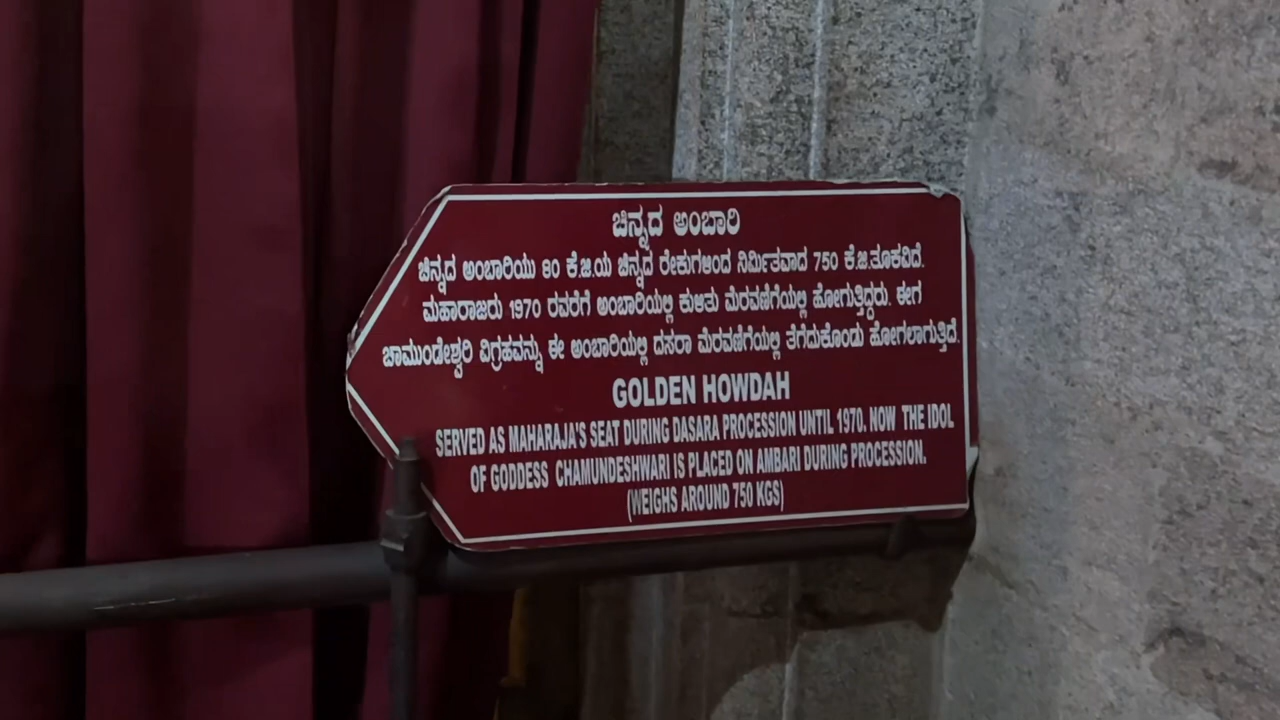 ಚಿನ್ನದ ಅಂಬಾರಿ
ಚಿನ್ನದ ಅಂಬಾರಿಯು 80 ಕೆ.ಜಿ.ಯ ಚಿನ್ನದ ರೇಕುಗಳಿಂದ ನಿರ್ಮಿತವಾದ 750 ಕೆ.ಜಿ.ತೂಕವಿದೆ.
ಮಹಾರಾಜರು 1970 ರವರೆಗೆ ಅಂಬಾರಿಯಲ್ಲಿ ಕುಳಿತು ಮೆರವಣಿಗೆಯಲ್ಲಿ ಹೋಗುತ್ತಿದ್ದರು. ಈಗ
ಚಾಮುಂಡೇಶ್ವರಿ ವಿಗ್ರಹವನ್ನು ಈ ಅಂಬಾರಿಯಲ್ಲಿ ದಸರಾ ಮೆರವಣಿಗೆಯಲ್ಲಿ ತೆಗೆದುಕೊಂಡು ಹೋಗಲಾಗುತ್ತಿದೆ.
GOLDEN HOWDAH
SERVED AS MAHARAJA'S SEAT DURING DASARA PROCESSION UNTIL 1970. NOW THE IDOL
OF GODDESS CHAMUNDESHWARI IS PLACED ON AMBARI DURING PROCESSION.
(WEIGHS AROUND 750 KGS)